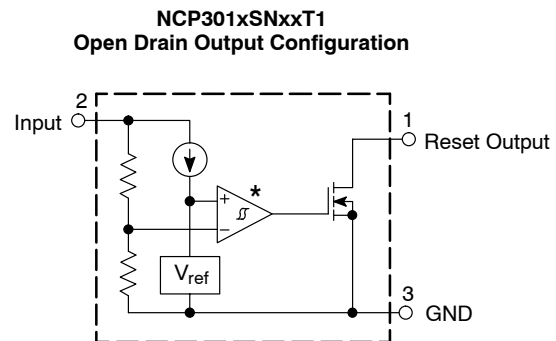 NCP301xSNxxT1
Open Drain Output Configuration
2
Input
1
Reset Output
*
+
−
Vref
3
GND